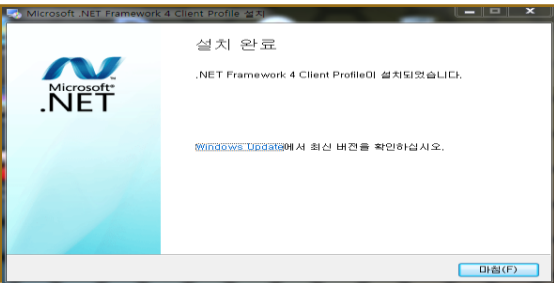 Microsoft .NET Framework 4 Client Profile 설치
설치 완료
.NET Framework 4 Client Profile이 설치되었습니다.
Microsoft®
.NET
Windows Update에서 최신 버전을 확인하십시오.
마침(F)